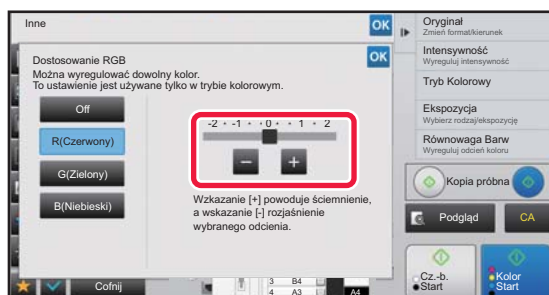 Inne
OK
Dostosowanie RGB
OK
Można wyregulować dowolny kolor.
To ustawienie jest używane tylko w trybie kolorowym.
Off
R(Czerwony)
G(Zielony)
B(Niebieski)
-2 • -1 • • 0 • • 1 • 2
Wzkazanie [+] powoduje ściemnienie,
a wskazanie [-] rozjaśnienie
wybranego odcienia.
Cofnij
3 B4
4 A3
A4
Oryginał
Zmień format/kierunek
Intensywność
Wyreguluj intensywność
Tryb Kolorowy
Ekspozycja
Wybierz rodzaj/ekspozycję
Równowaga Barw
Wyreguluj odcień koloru
Kopia próbna
Podgląd
CA
Cz.-b.
Start
Kolor
Start